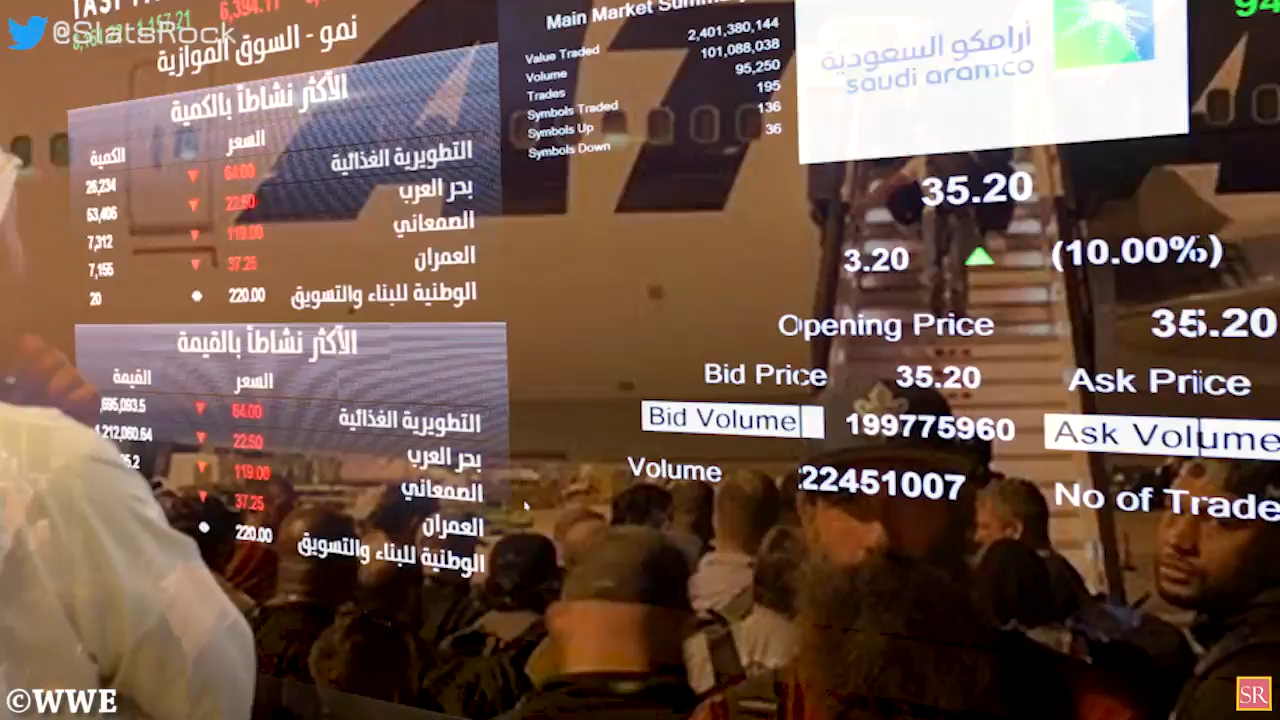 @SlatsRock
1,157.21
نمو - السوق الموازية
الأكثر نشاطاً بالكمية
الكمية السعر
التطويرية الغذائية 64.00 26,234
بحر العرب 22.50 53,406
الصمعاني 119.00 7,312
العمران 37.25 7,155
الوطنية للبناء والتسويق 220.00 20
الأكثر نشاطاً بالقيمة
القيمة السعر
التطويرية الغذائية 64.00
بحر العرب 22.50
الصمعاني 119.00
العمران 37.25
الوطنية للبناء والتسويق 220.00
Main Market
Value Traded 2,401,380,144
Volume 101,088,038
Trades 95,250
Symbols Traded 195
Symbols Up 136
Symbols Down 36
أرامكو السعودية
saudi aramco
35.20
3.20 (10.00%)
Opening Price 35.20
Bid Price 35.20 Ask Price
Bid Volume 199775960 Ask Volume
Volume 22451007 No of Trade
©WWE
SR